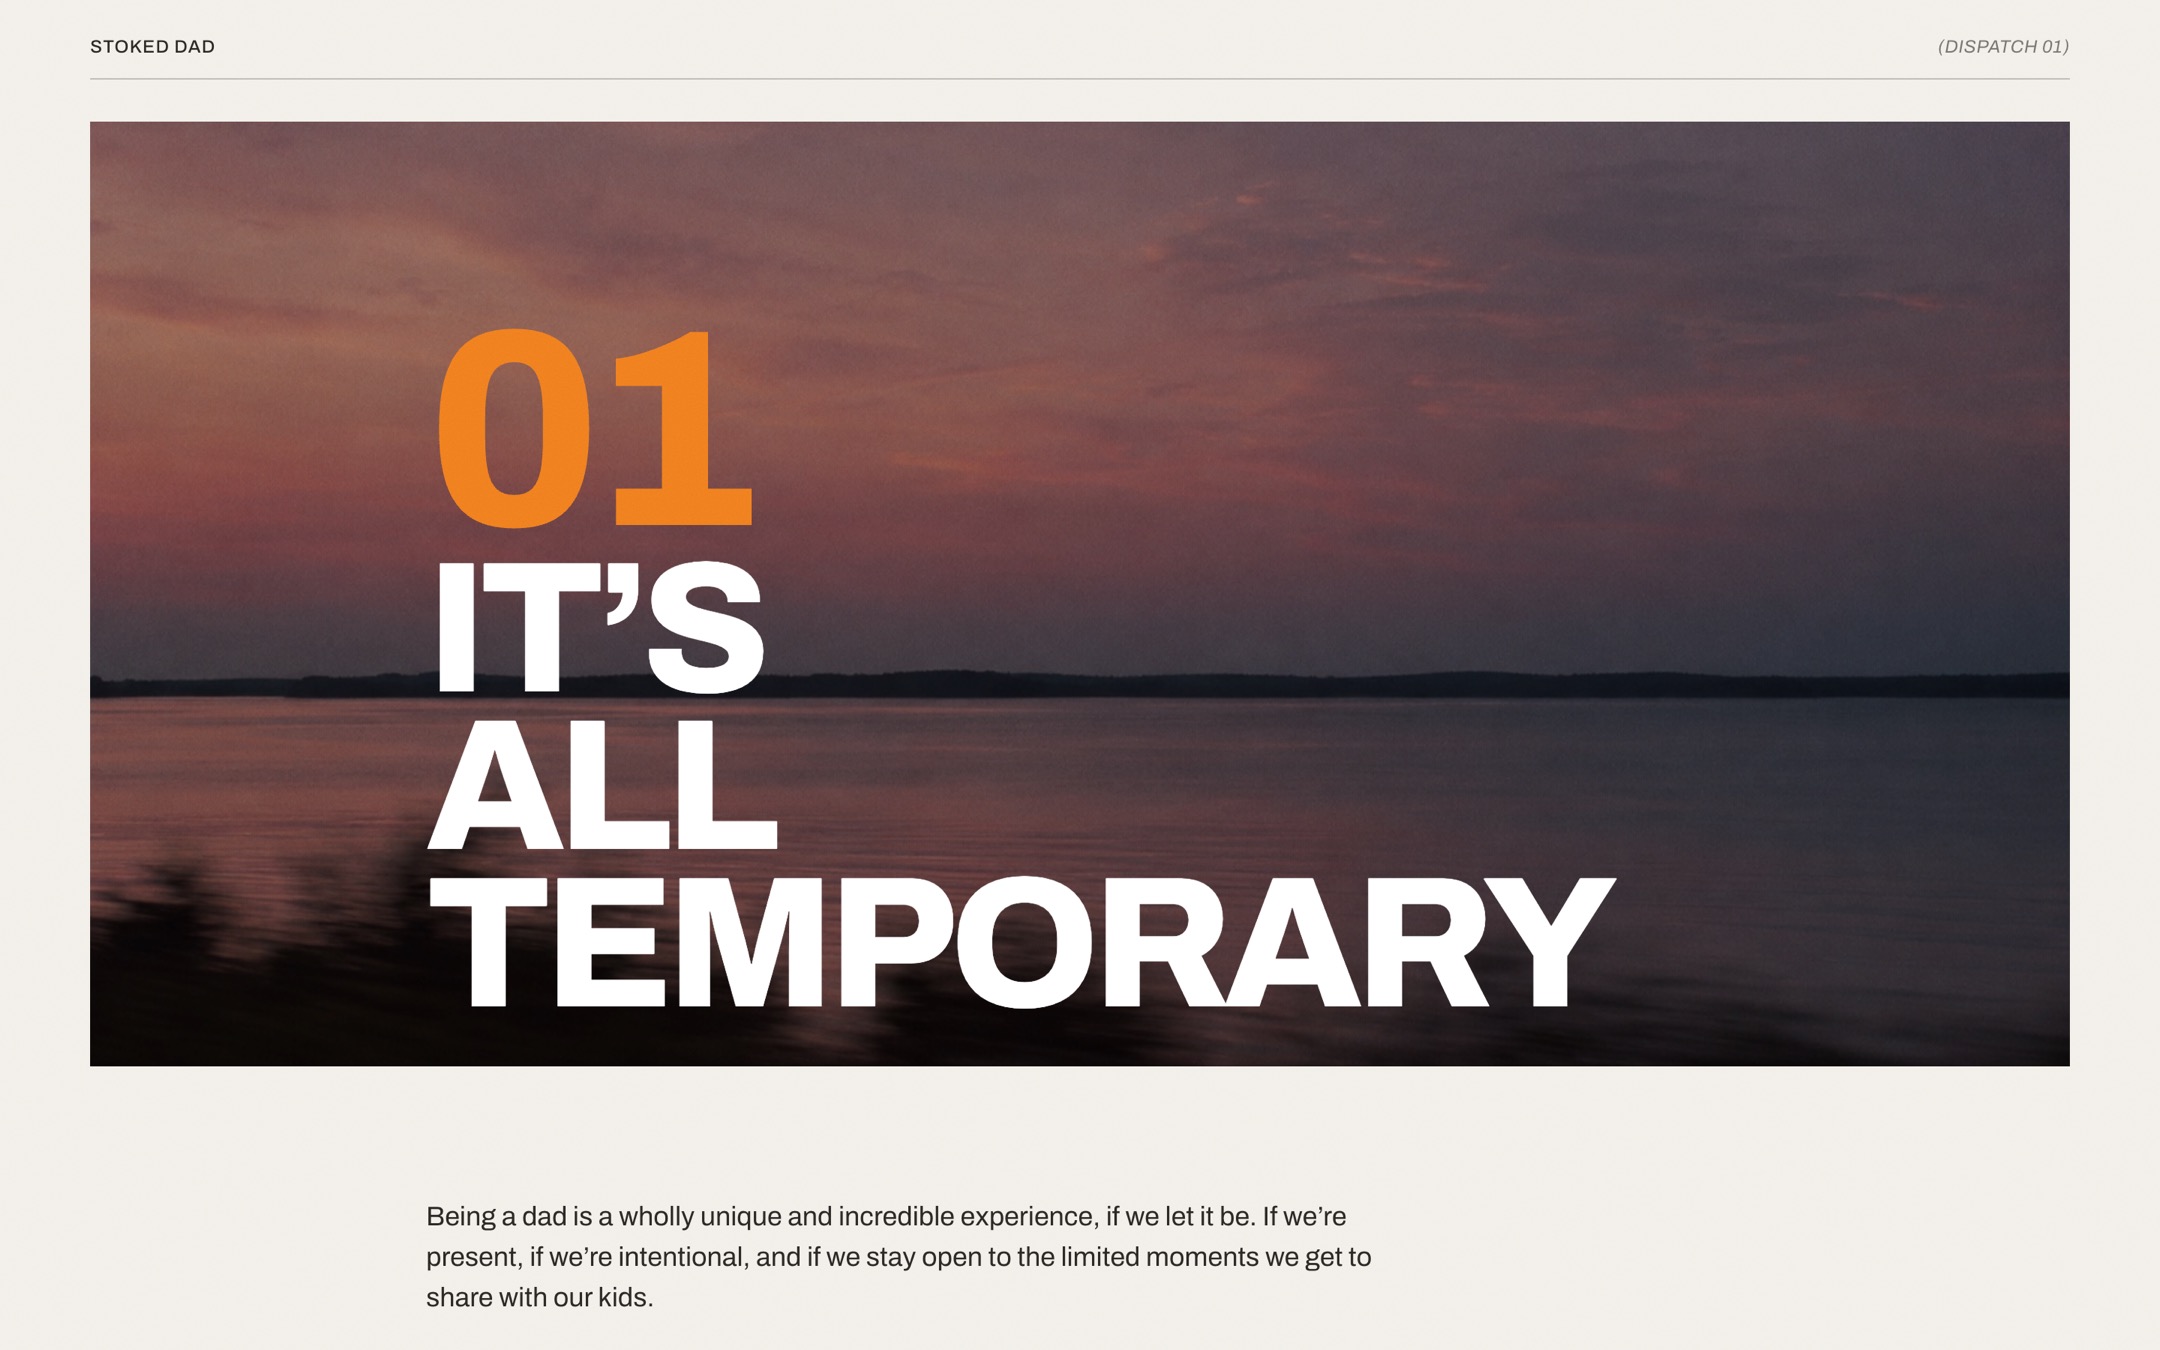 STOKED DAD
(DISPATCH 01)
01
IT’S
ALL
TEMPORARY
Being a dad is a wholly unique and incredible experience, if we let it be. If we’re
present, if we’re intentional, and if we stay open to the limited moments we get to
share with our kids.